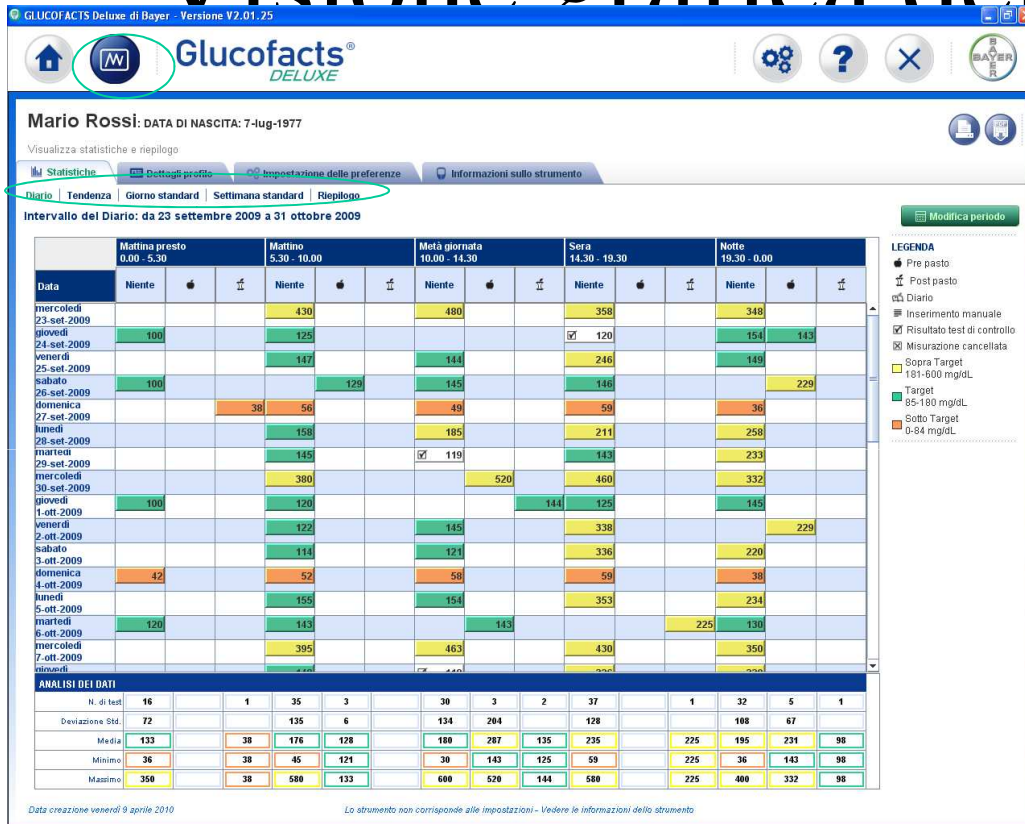 GLUCOFACTS Deluxe di Bayer - Versione V2.01.25
Glucofacts®
DELUXE
BAYER
BAYER
Mario Rossi: DATA DI NASCITA: 7-lug-1977
Visualizza statistiche e riepilogo
Statistiche Dettagli profilo Impostazione delle preferenze Informazioni sullo strumento
Diario Tendenza Giorno standard Settimana standard Riepilogo
Intervallo del Diario: da 23 settembre 2009 a 31 ottobre 2009
Modifica periodo
Mattina presto Mattino Metà giornata Sera Notte
0.00 - 5.30 5.30 - 10.00 10.00 - 14.30 14.30 - 19.30 19.30 - 0.00
Data Niente Niente Niente Niente Niente
mercoledì 23-set-2009 430 480 358 348
giovedì 24-set-2009 100 125 120 154 143
venerdì 25-set-2009 147 144 246 149
sabato 26-set-2009 100 129 145 146 229
domenica 27-set-2009 38 56 49 59 36
lunedì 28-set-2009 158 185 211 258
martedì 29-set-2009 145 119 143 233
mercoledì 30-set-2009 380 520 460 332
giovedì 1-ott-2009 100 120 144 125 145
venerdì 2-ott-2009 122 145 338 229
sabato 3-ott-2009 114 121 336 220
domenica 4-ott-2009 42 52 58 59 38
lunedì 5-ott-2009 155 154 353 234
martedì 6-ott-2009 120 143 143 225 130
mercoledì 7-ott-2009 395 463 430 350
giovedì
LEGENDA
Pre pasto
Post pasto
Diario
Inserimento manuale
Risultato test di controllo
Misurazione cancellata
Sopra Target
181-600 mg/dL
Target
85-180 mg/dL
Sotto Target
0-84 mg/dL
ANALISI DEI DATI
N. di test 16 1 35 3 30 3 2 37 1 32 5 1
Deviazione Std. 72 135 6 134 204 128 108 67
Media 133 38 176 128 180 287 135 235 225 195 231 98
Minimo 36 38 45 121 30 143 125 59 225 36 143 98
Massimo 350 38 580 133 600 520 144 580 225 400 332 98
Data creazione venerdì 9 aprile 2010
Lo strumento non corrisponde alle impostazioni - Vedere le informazioni dello strumento